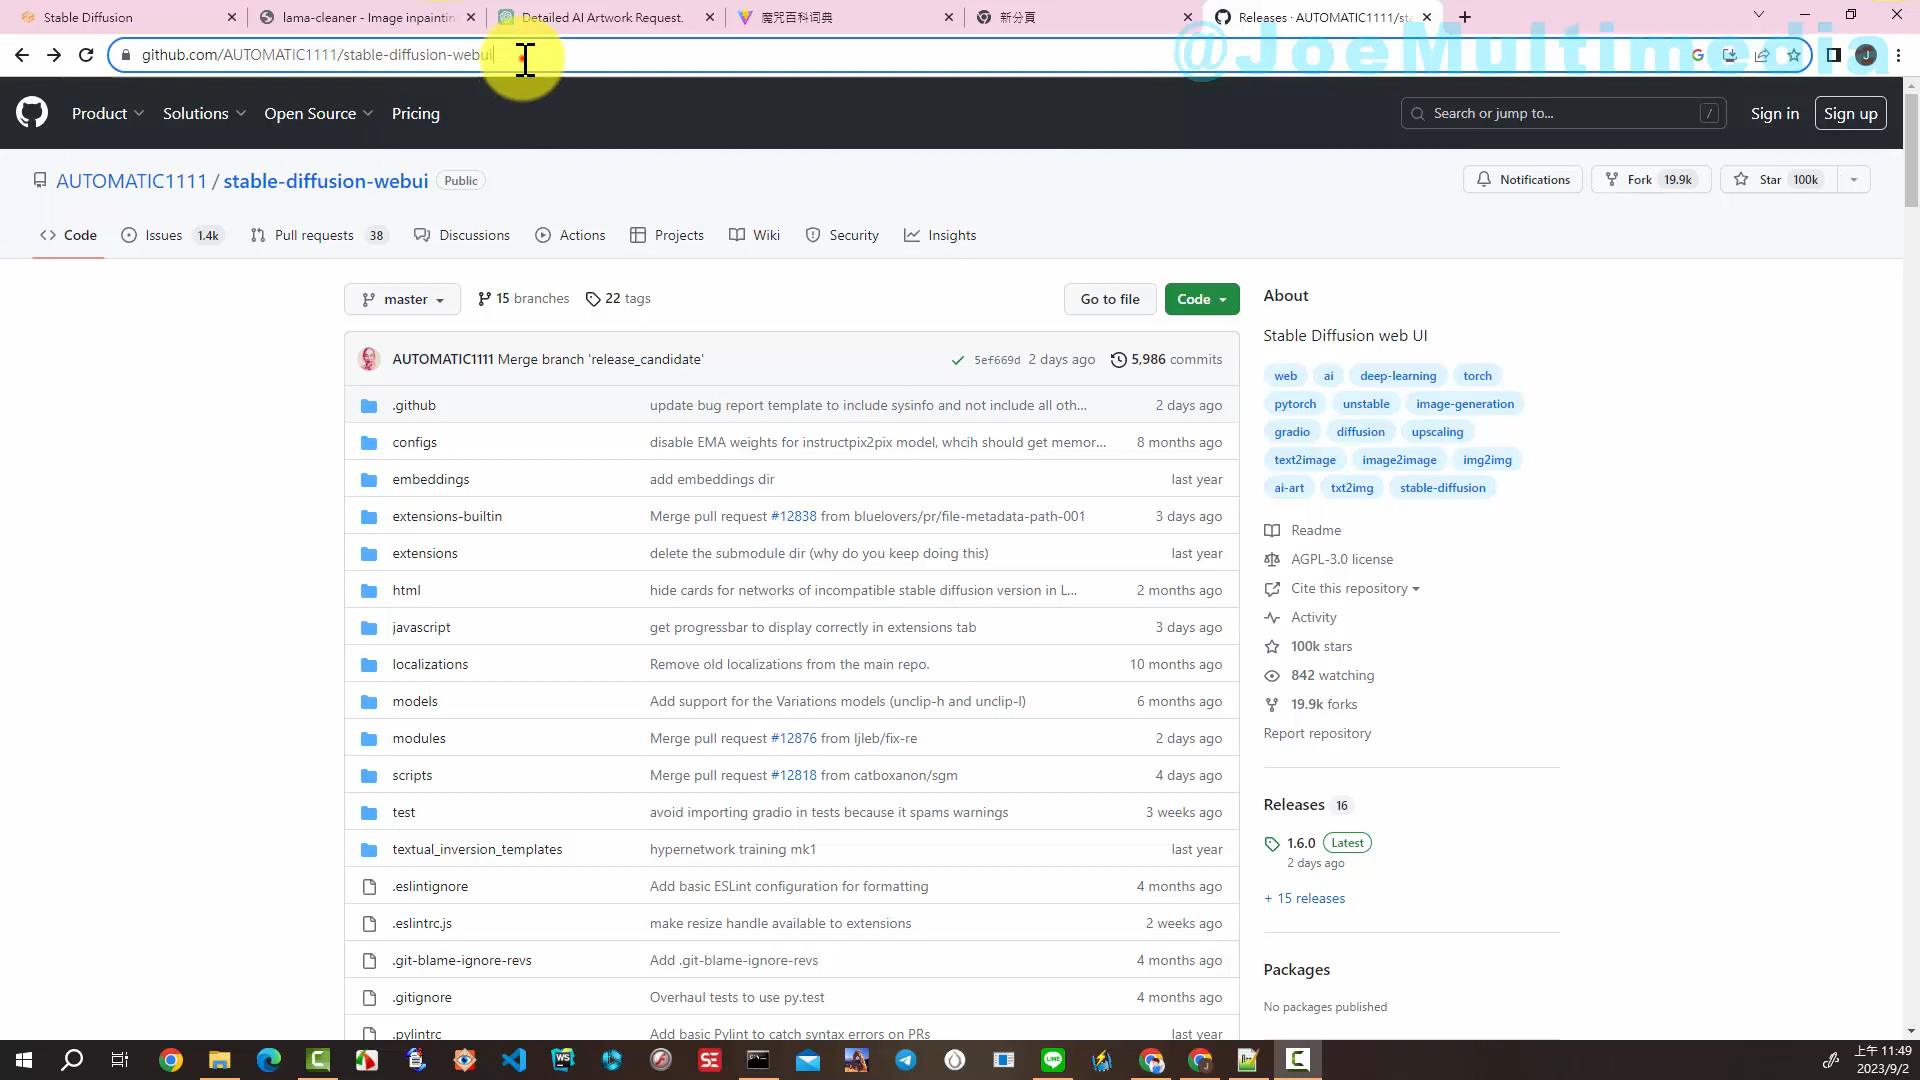 Stable Diffusion
lama-cleaner - Image inpaintin
Detailed AI Artwork Request.
魔咒百科词典
新分頁
Releases · AUTOMATIC1111/sta
github.com/AUTOMATIC1111/stable-diffusion-webui
@JoeMultimedia
Product
Solutions
Open Source
Pricing
Search or jump to...
/
Sign in
Sign up
AUTOMATIC1111 / stable-diffusion-webui
Public
Notifications
Fork 19.9k
Star 100k
Code
Issues 1.4k
Pull requests 38
Discussions
Actions
Projects
Wiki
Security
Insights
master
15 branches
22 tags
Go to file
Code
AUTOMATIC1111 Merge branch 'release_candidate'
5ef669d 2 days ago
5,986 commits
.github update bug report template to include sysinfo and not include all oth... 2 days ago
configs disable EMA weights for instructpix2pix model, whcih should get memor... 8 months ago
embeddings add embeddings dir last year
extensions-builtin Merge pull request #12838 from bluelovers/pr/file-metadata-path-001 3 days ago
extensions delete the submodule dir (why do you keep doing this) last year
html hide cards for networks of incompatible stable diffusion version in L... 2 months ago
javascript get progressbar to display correctly in extensions tab 3 days ago
localizations Remove old localizations from the main repo. 10 months ago
models Add support for the Variations models (unclip-h and unclip-l) 6 months ago
modules Merge pull request #12876 from ljleb/fix-re 2 days ago
scripts Merge pull request #12818 from catboxanon/sgm 4 days ago
test avoid importing gradio in tests because it spams warnings 3 weeks ago
textual_inversion_templates hypernetwork training mk1 last year
.eslintignore Add basic ESLint configuration for formatting 4 months ago
.eslintrc.js make resize handle available to extensions 2 weeks ago
.git-blame-ignore-revs Add .git-blame-ignore-revs 4 months ago
.gitignore Overhaul tests to use py.test 4 months ago
.pylintrc Add basic Pylint to catch syntax errors on PRs last year
About
Stable Diffusion web UI
web ai deep-learning torch
pytorch unstable image-generation
gradio diffusion upscaling
text2image image2image img2img
ai-art txt2img stable-diffusion
Readme
AGPL-3.0 license
Cite this repository
Activity
100k stars
842 watching
19.9k forks
Report repository
Releases 16
1.6.0 Latest
2 days ago
+ 15 releases
Packages
No packages published
上午 11:49
2023/9/2